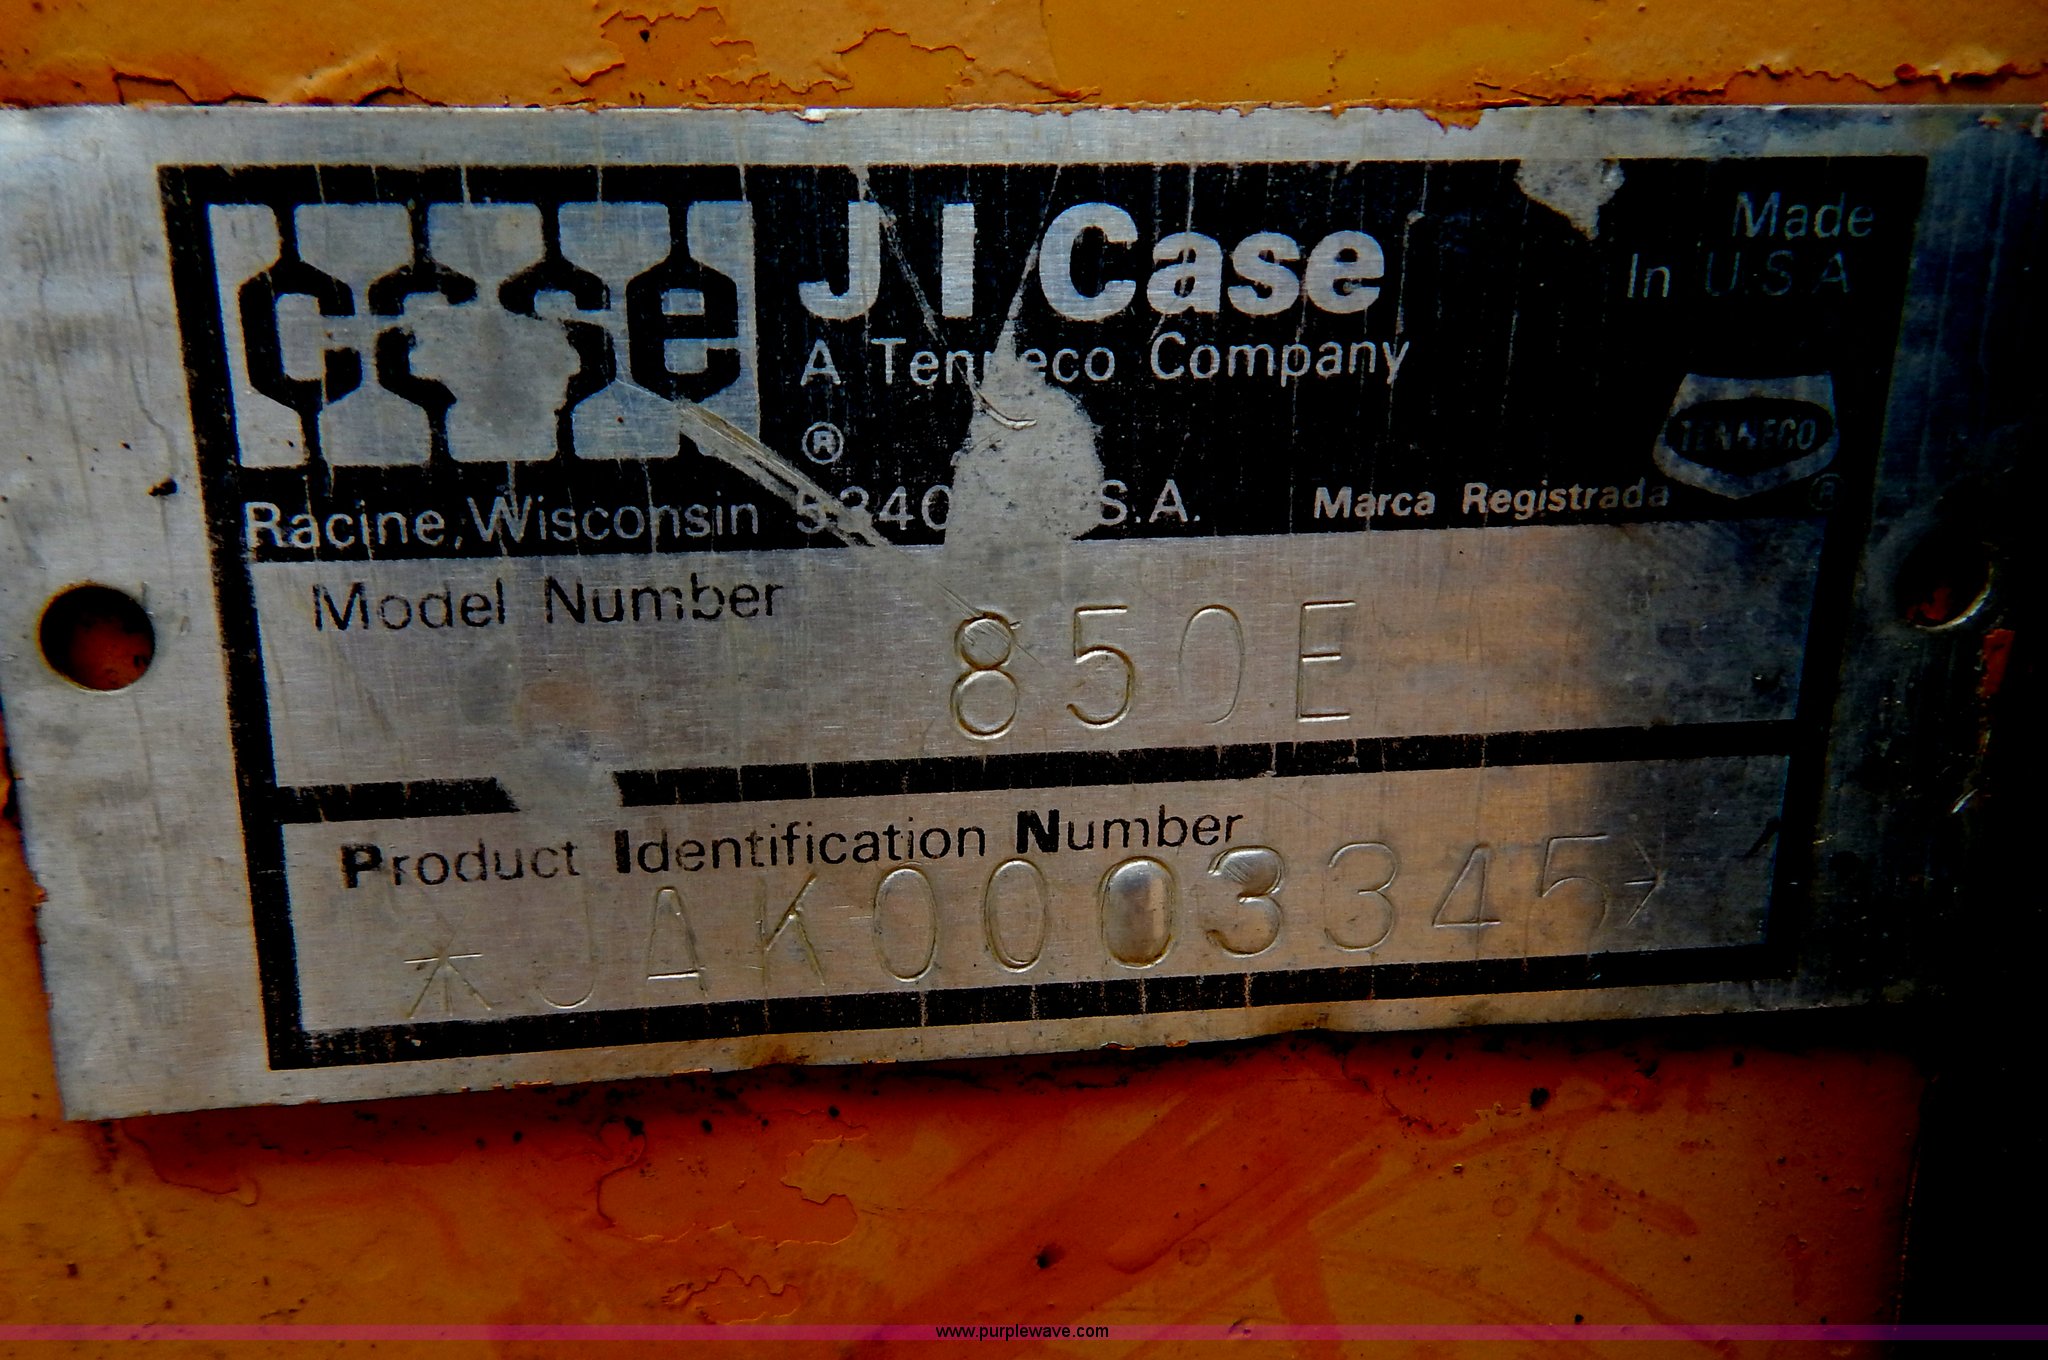 case
J I Case
A Tenneco Company
®
Made
In U.S.A
TENNECO
®
Racine, Wisconsin S.A.
Marca Registrada
Model Number
850E
Product Identification Number
*JAK0003345*
www.purplewave.com